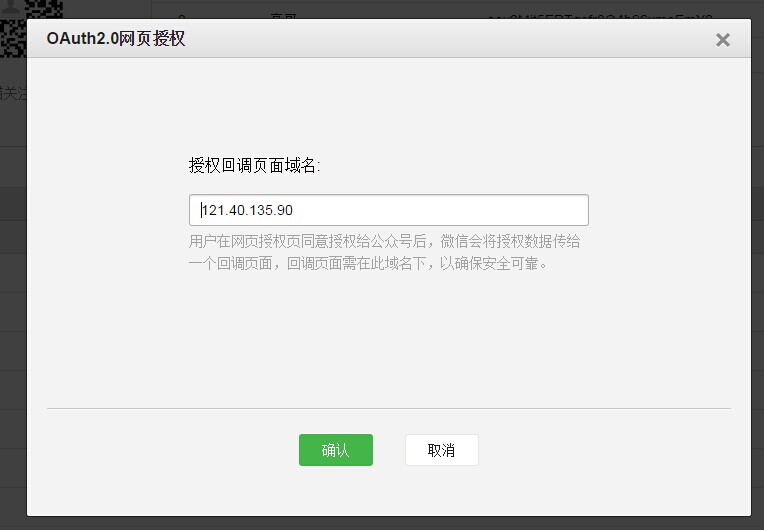 OAuth2.0网页授权
授权回调页面域名:
121.40.135.90
用户在网页授权页同意授权给公众号后，微信会将授权数据传给
一个回调页面，回调页面需在此域名下，以确保安全可靠。
确认
取消